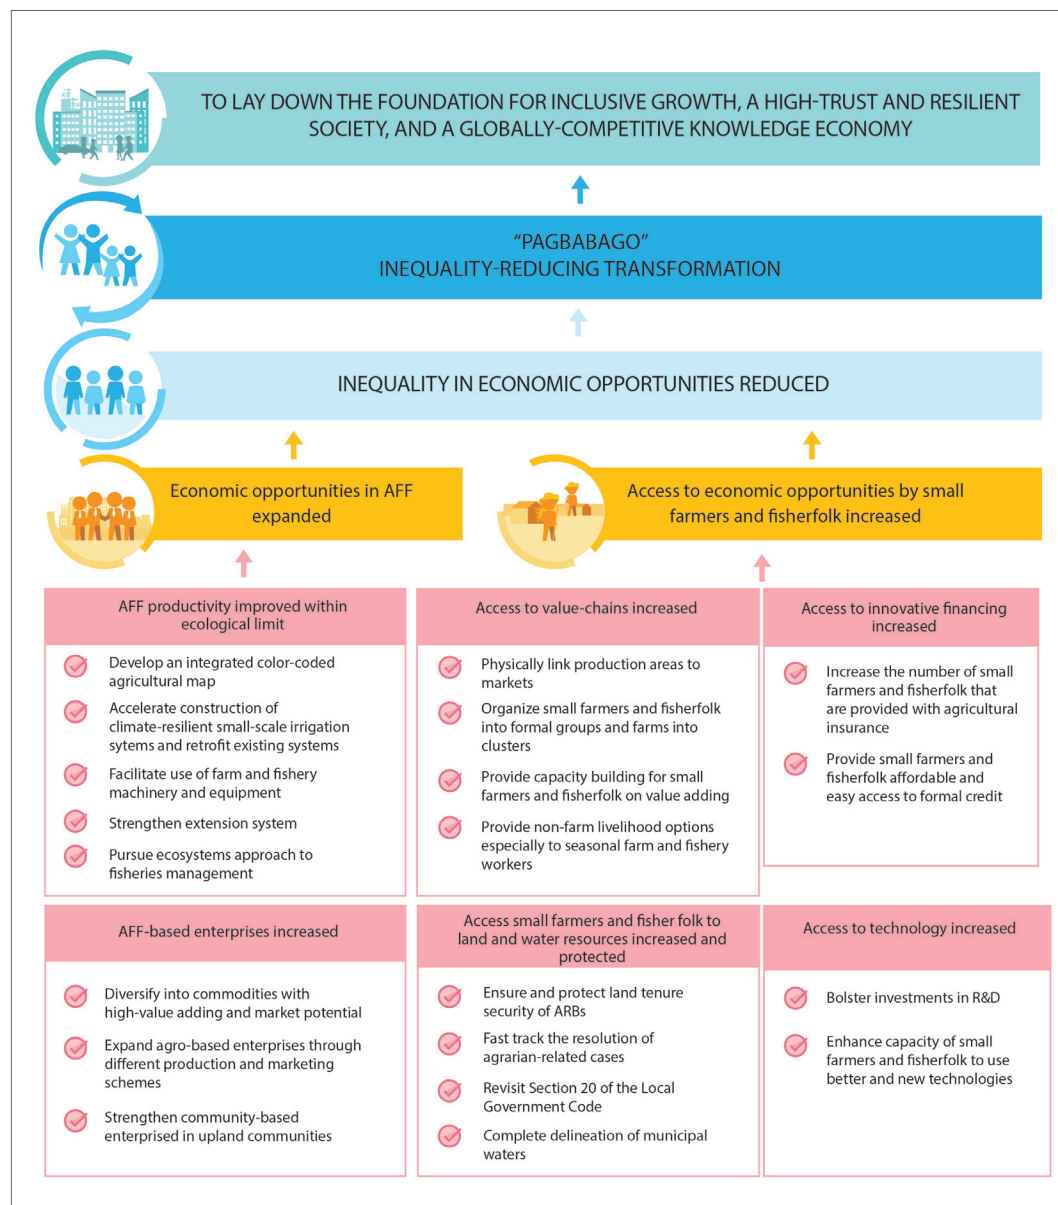 TO LAY DOWN THE FOUNDATION FOR INCLUSIVE GROWTH, A HIGH-TRUST AND RESILIENT
SOCIETY, AND A GLOBALLY-COMPETITIVE KNOWLEDGE ECONOMY
“PAGBABAGO”
INEQUALITY-REDUCING TRANSFORMATION
INEQUALITY IN ECONOMIC OPPORTUNITIES REDUCED
Economic opportunities in AFF
expanded
Access to economic opportunities by small
farmers and fisherfolk increased
AFF productivity improved within
ecological limit
Develop an integrated color-coded
agricultural map
Accelerate construction of
climate-resilient small-scale irrigation
sytems and retrofit existing systems
Facilitate use of farm and fishery
machinery and equipment
Strengthen extension system
Pursue ecosystems approach to
fisheries management
Access to value-chains increased
Physically link production areas to
markets
Organize small farmers and fisherfolk
into formal groups and farms into
clusters
Provide capacity building for small
farmers and fisherfolk on value adding
Provide non-farm livelihood options
especially to seasonal farm and fishery
workers
Access to innovative financing
increased
Increase the number of small
farmers and fisherfolk that
are provided with agricultural
insurance
Provide small farmers and
fisherfolk affordable and
easy access to formal credit
AFF-based enterprises increased
Diversify into commodities with
high-value adding and market potential
Expand agro-based enterprises through
different production and marketing
schemes
Strengthen community-based
enterprised in upland communities
Access small farmers and fisher folk to
land and water resources increased and
protected
Ensure and protect land tenure
security of ARBs
Fast track the resolution of
agrarian-related cases
Revisit Section 20 of the Local
Government Code
Complete delineation of municipal
waters
Access to technology increased
Bolster investments in R&D
Enhance capacity of small
farmers and fisherfolk to use
better and new technologies